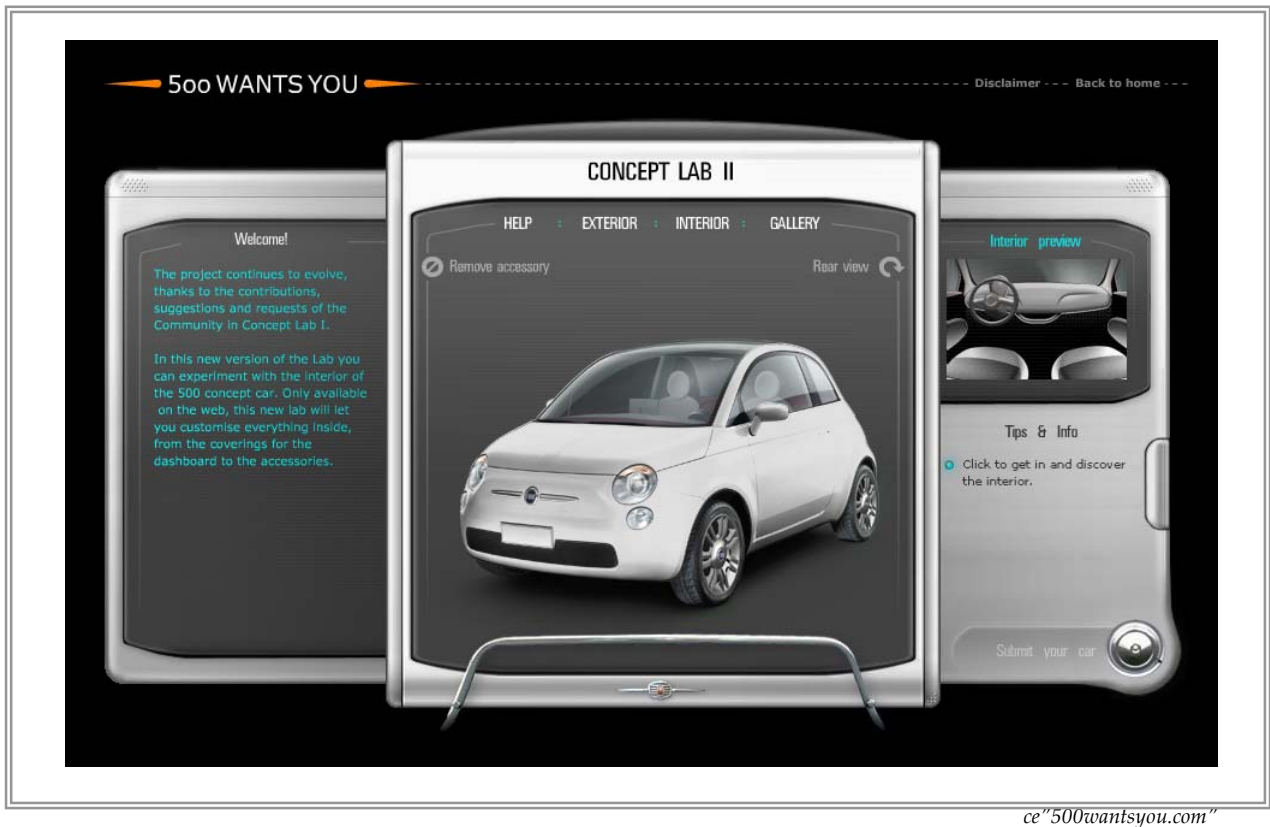 5oo WANTS YOU
Disclaimer
Back to home
CONCEPT LAB II
HELP : EXTERIOR : INTERIOR : GALLERY
Remove accessory
Rear view
Welcome!
The project continues to evolve,
thanks to the contributions,
suggestions and requests of the
Community in Concept Lab I.
In this new version of the Lab you
can experiment with the interior of
the 500 concept car. Only available
on the web, this new lab will let
you customise everything inside,
from the coverings for the
dashboard to the accessories.
Interior preview
Tips & Info
Click to get in and discover
the interior.
Submit your car
ce"500wantsyou.com"